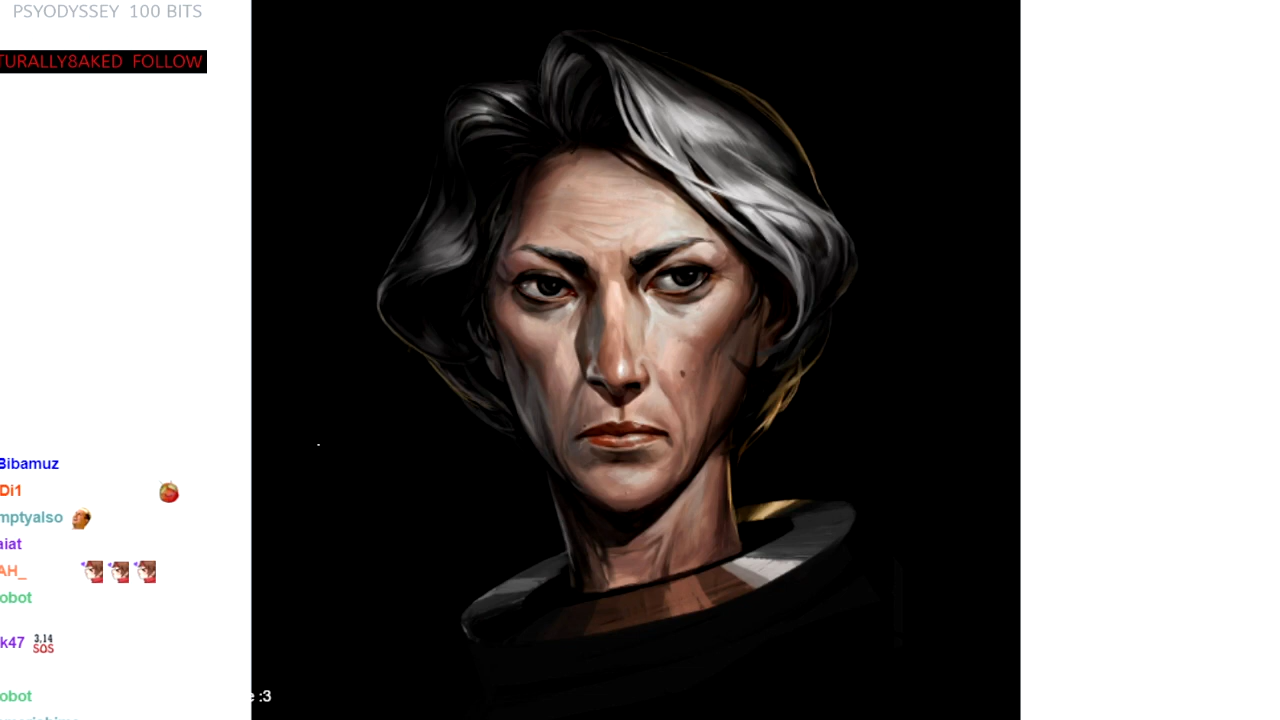 PSYODYSSEY 100 BITS
TURALLY8AKED FOLLOW
Bibamuz
Di1
mptyalso
aiat
AH_
obot
k47 3,14 SOS
e :3
obot